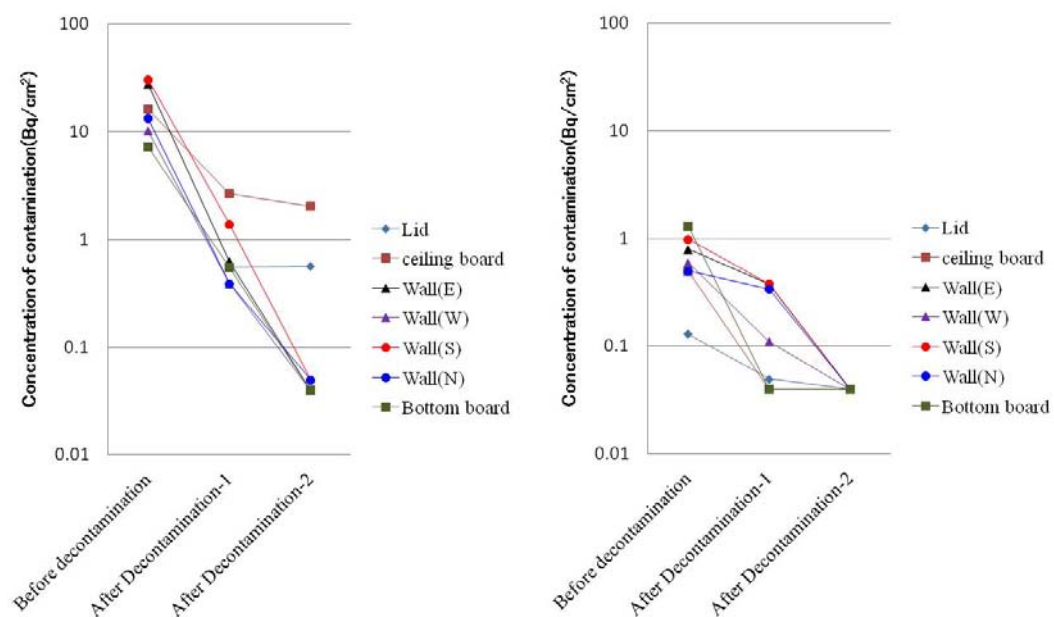 Concentration of contamination(Bq/cm²)
100
10
1
0.1
0.01
Before decontamination
After Decontamination-1
After Decontamination-2
Lid
ceiling board
Wall(E)
Wall(W)
Wall(S)
Wall(N)
Bottom board
Concentration of contamination(Bq/cm²)
100
10
1
0.1
0.01
Before decontamination
After Decontamination-1
After Decontamination-2
Lid
ceiling board
Wall(E)
Wall(W)
Wall(S)
Wall(N)
Bottom board